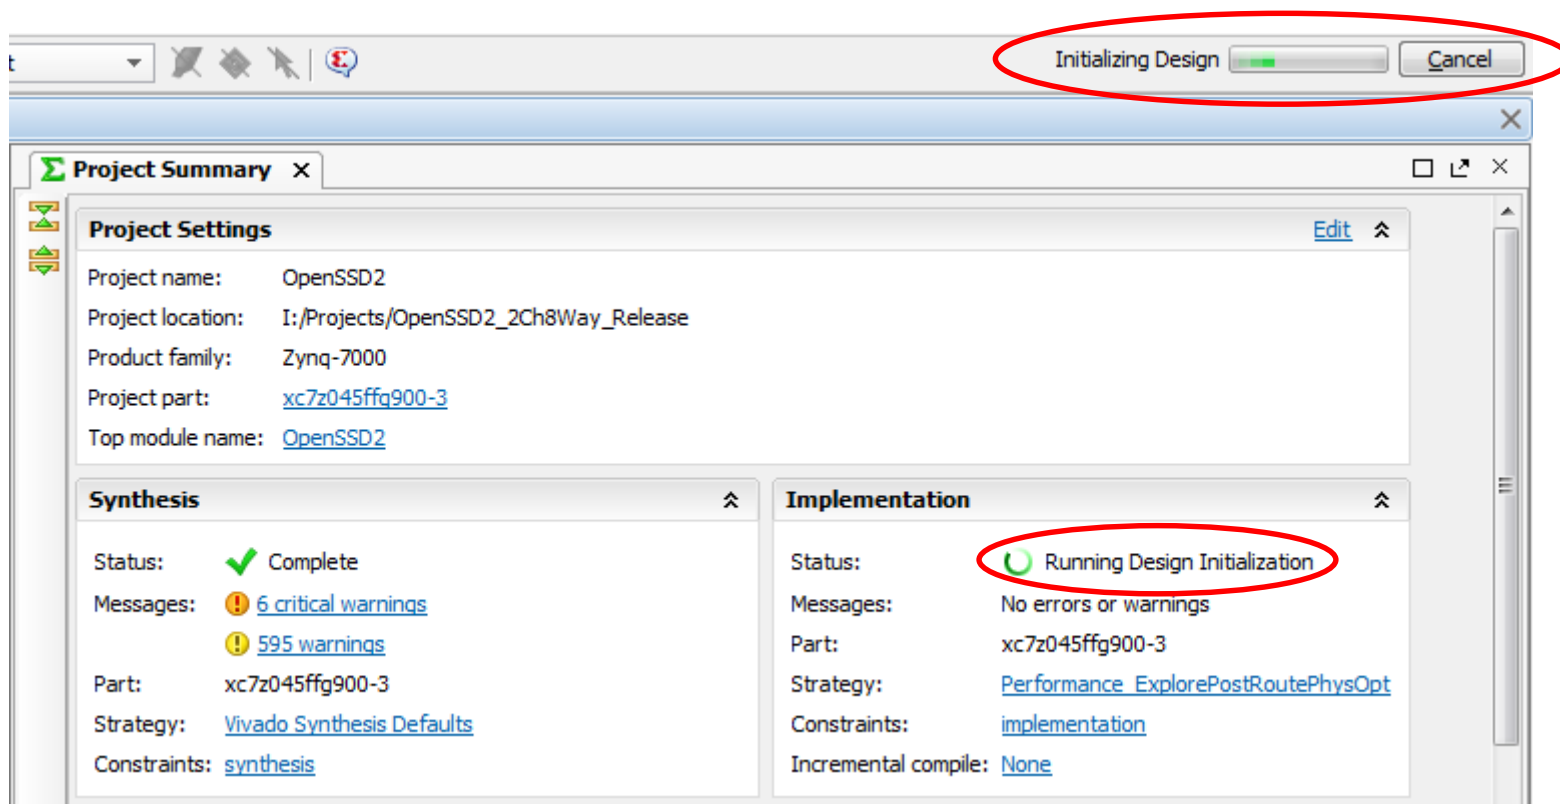 t Initializing Design Cancel
Project Summary
Project Settings Edit
Project name: OpenSSD2
Project location: I:/Projects/OpenSSD2_2Ch8Way_Release
Product family: Zynq-7000
Project part: xc7z045ffg900-3
Top module name: OpenSSD2
Synthesis
Status: Complete
Messages: 6 critical warnings
595 warnings
Part: xc7z045ffg900-3
Strategy: Vivado Synthesis Defaults
Constraints: synthesis
Implementation
Status: Running Design Initialization
Messages: No errors or warnings
Part: xc7z045ffg900-3
Strategy: Performance_ExplorePostRoutePhysOpt
Constraints: implementation
Incremental compile: None